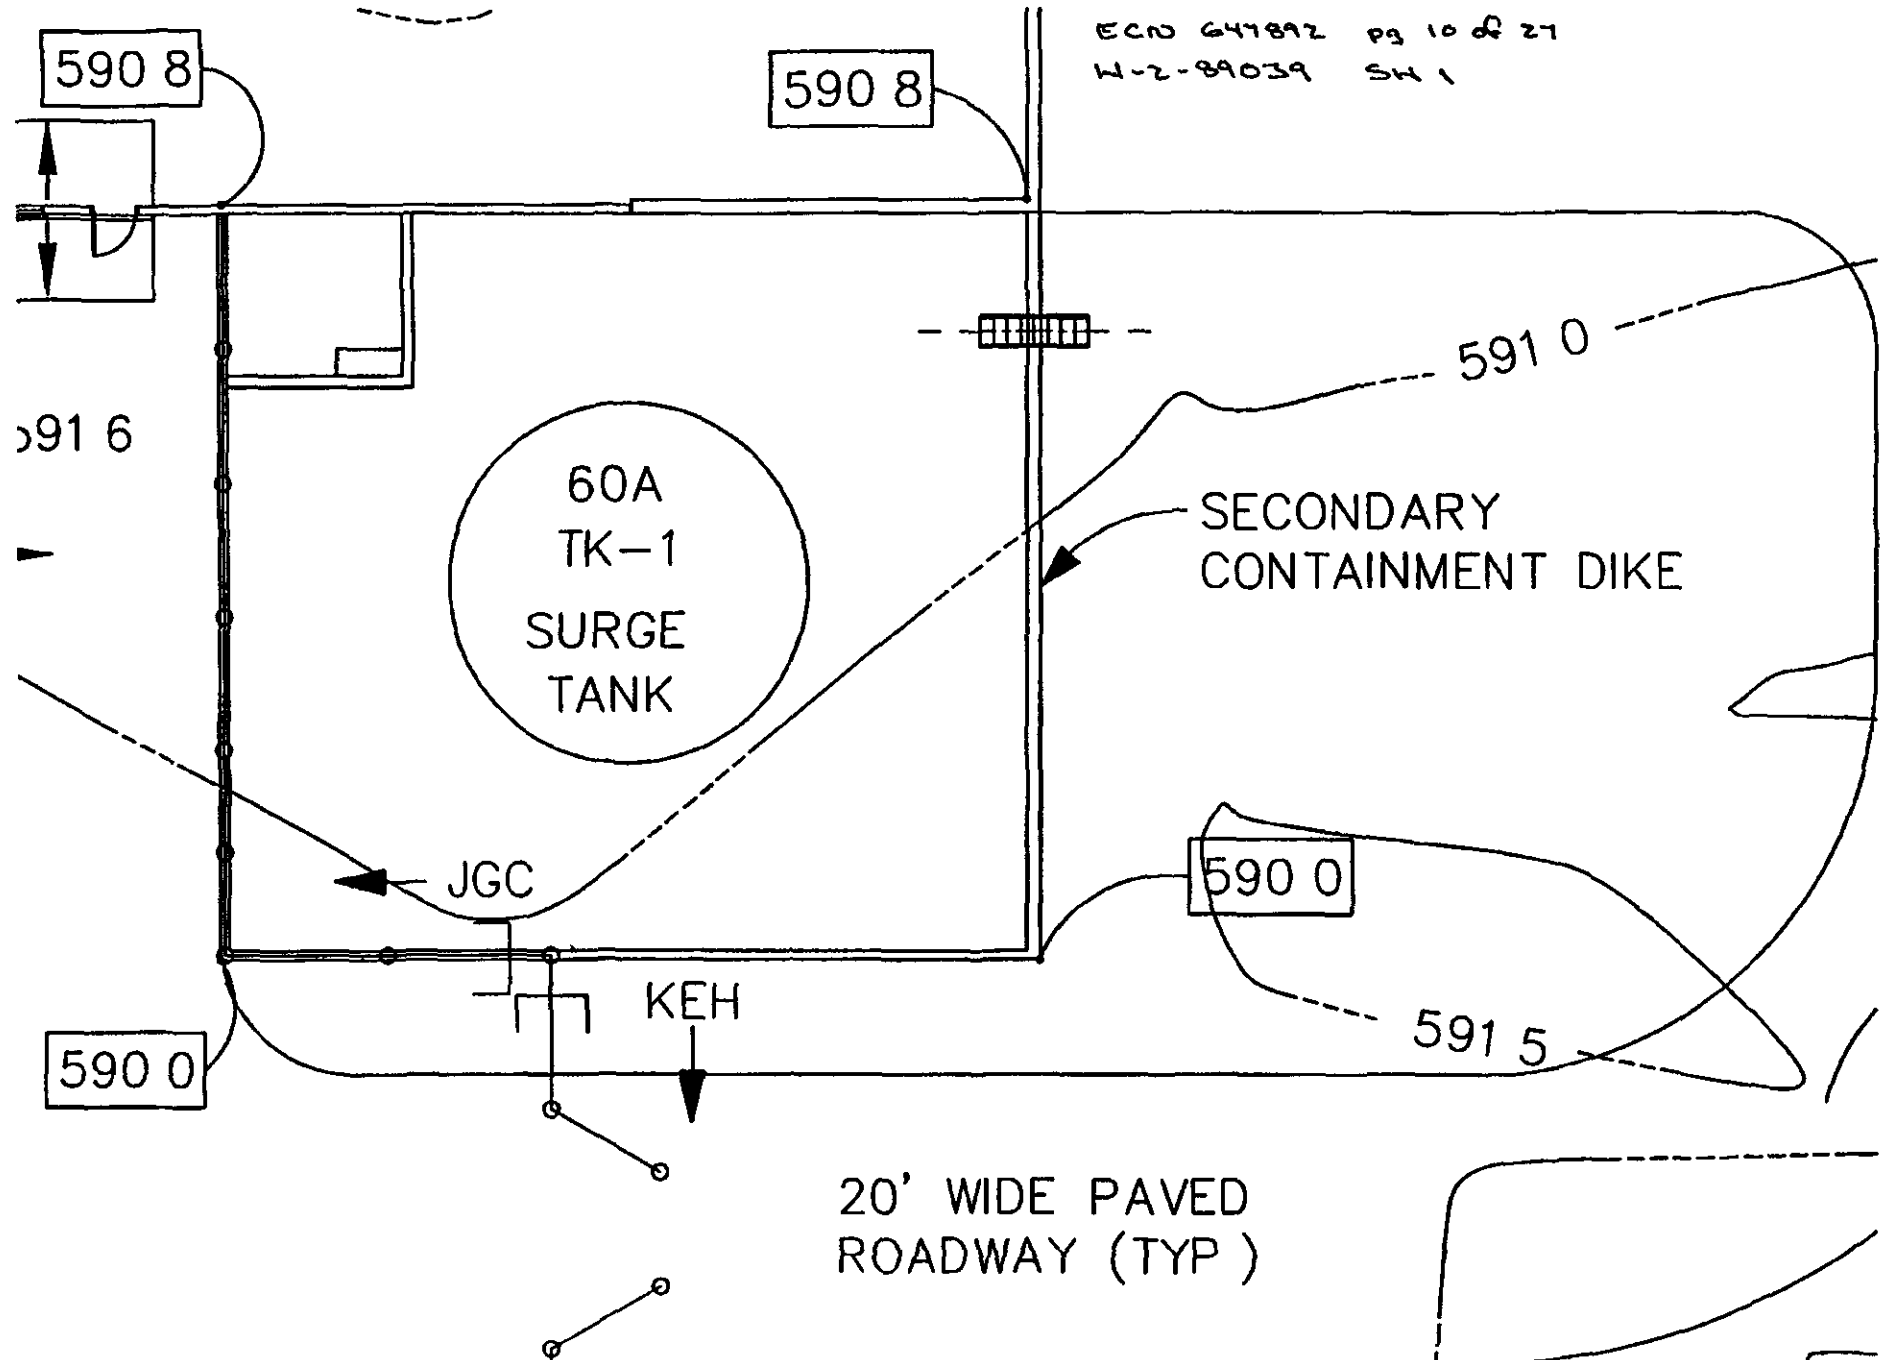 ECN 647892 pg 10 of 27
W-2-89039 SH 1
590 8
590 8
591 0
91 6
60A
TK-1
SURGE
TANK
SECONDARY
CONTAINMENT DIKE
JGC
590 0
KEH
591 5
590 0
20' WIDE PAVED
ROADWAY (TYP )